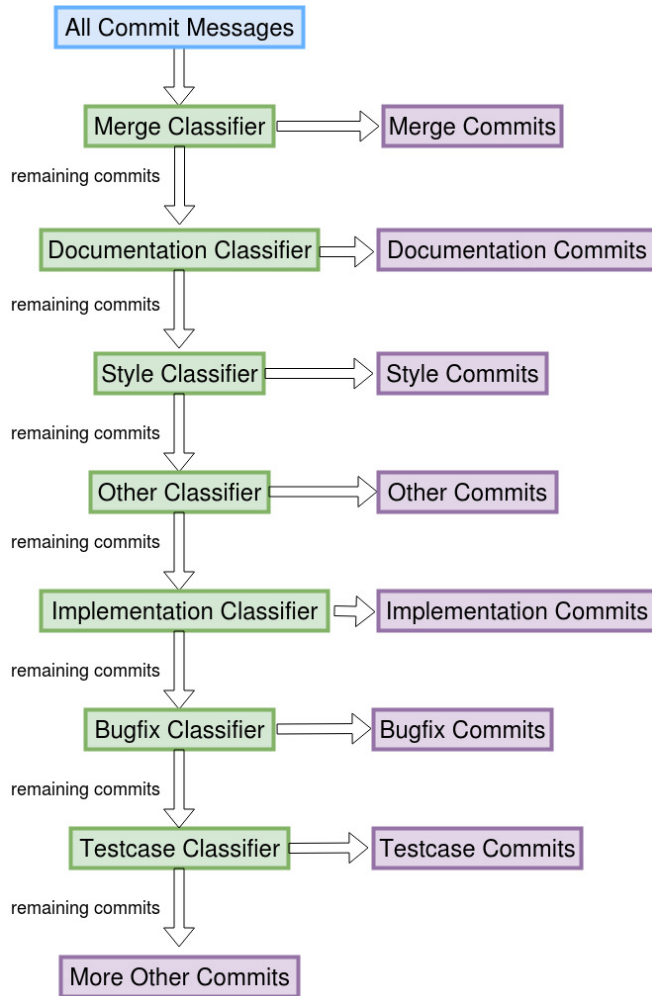 All Commit Messages
Merge Classifier
Merge Commits
remaining commits
Documentation Classifier
Documentation Commits
remaining commits
Style Classifier
Style Commits
remaining commits
Other Classifier
Other Commits
remaining commits
Implementation Classifier
Implementation Commits
remaining commits
Bugfix Classifier
Bugfix Commits
remaining commits
Testcase Classifier
Testcase Commits
remaining commits
More Other Commits